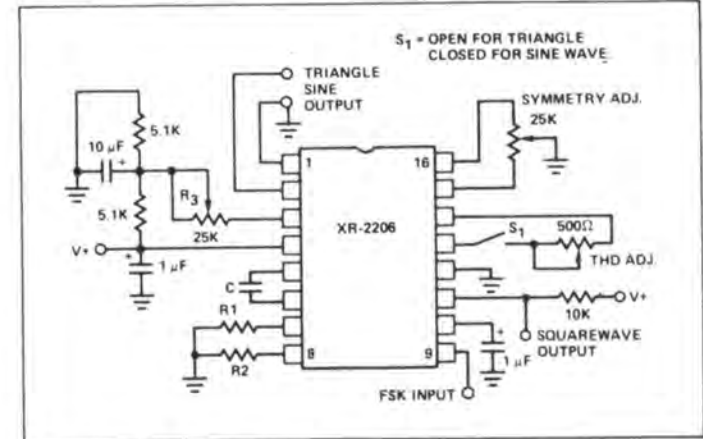 S1 = OPEN FOR TRIANGLE
CLOSED FOR SINE WAVE
TRIANGLE
SINE
OUTPUT
SYMMETRY ADJ.
25K
5.1K
10 μF
+
1
16
R3
25K
5.1K
XR-2206
S1
500Ω
THD ADJ.
V+
+
1 μF
C
R1
R2
8
9
10K
V+
SQUAREWAVE
OUTPUT
+
1 μF
FSK INPUT